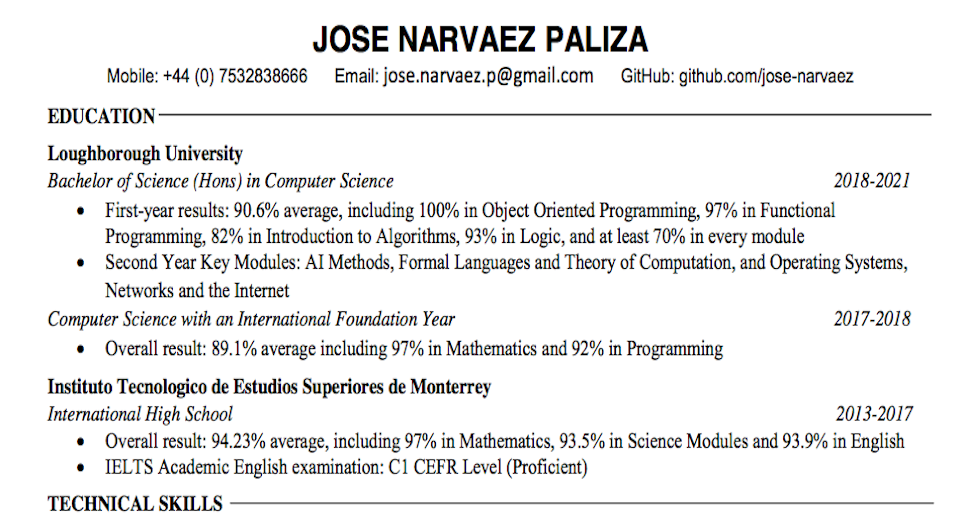 JOSE NARVAEZ PALIZA
Mobile: +44 (0) 7532838666 Email: jose.narvaez.p@gmail.com GitHub: github.com/jose-narvaez
EDUCATION
Loughborough University
Bachelor of Science (Hons) in Computer Science 2018-2021
• First-year results: 90.6% average, including 100% in Object Oriented Programming, 97% in Functional
Programming, 82% in Introduction to Algorithms, 93% in Logic, and at least 70% in every module
• Second Year Key Modules: AI Methods, Formal Languages and Theory of Computation, and Operating Systems,
Networks and the Internet
Computer Science with an International Foundation Year 2017-2018
• Overall result: 89.1% average including 97% in Mathematics and 92% in Programming
Instituto Tecnologico de Estudios Superiores de Monterrey
International High School 2013-2017
• Overall result: 94.23% average, including 97% in Mathematics, 93.5% in Science Modules and 93.9% in English
• IELTS Academic English examination: C1 CEFR Level (Proficient)
TECHNICAL SKILLS